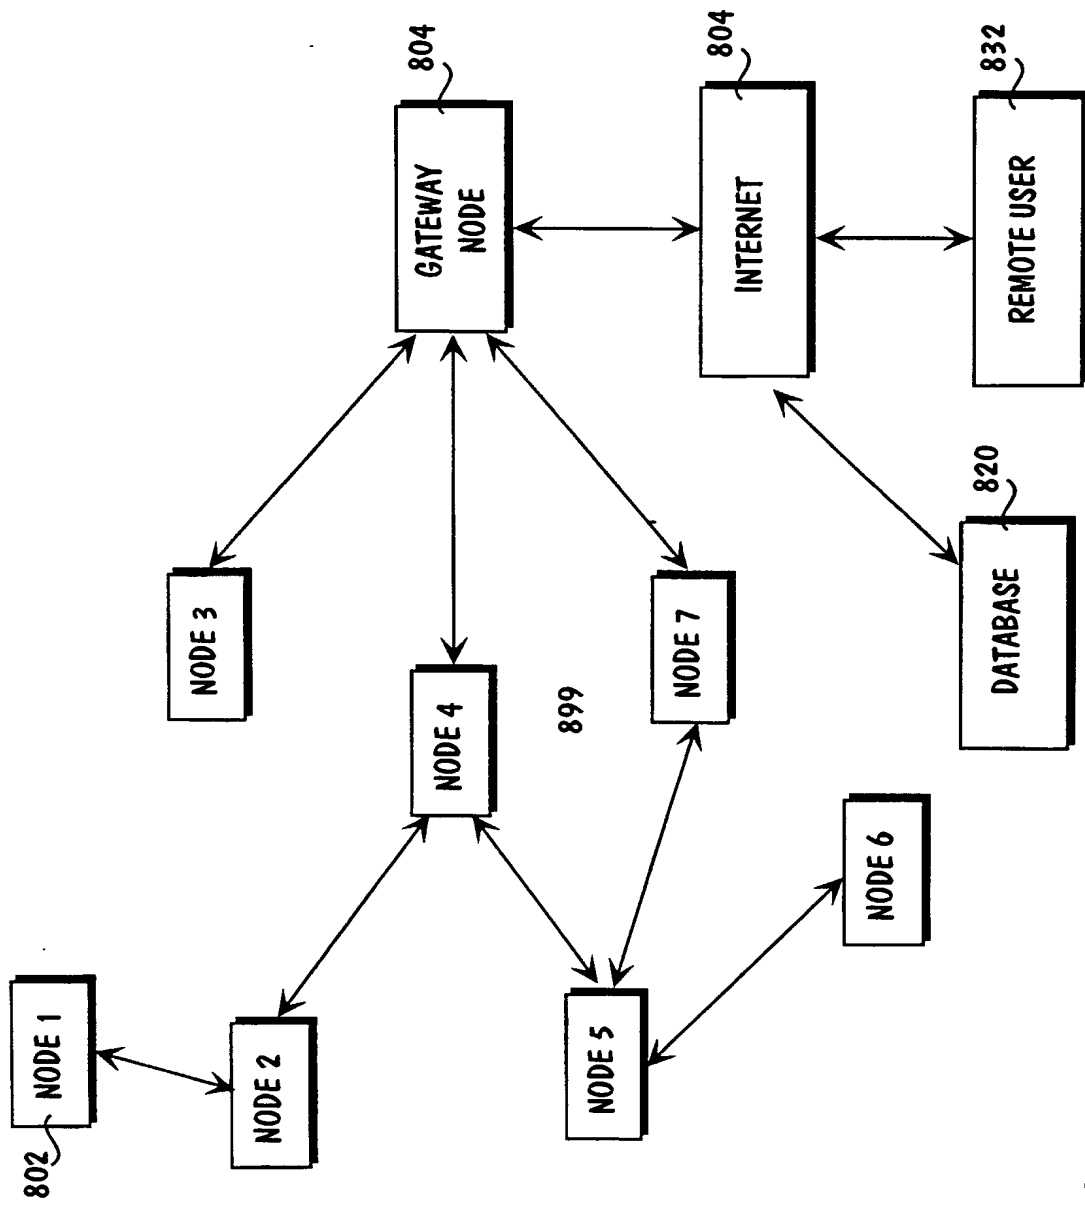 802
NODE 1
NODE 2
NODE 3
NODE 4
804
GATEWAY
NODE
899
NODE 5
NODE 7
804
INTERNET
NODE 6
820
DATABASE
832
REMOTE USER